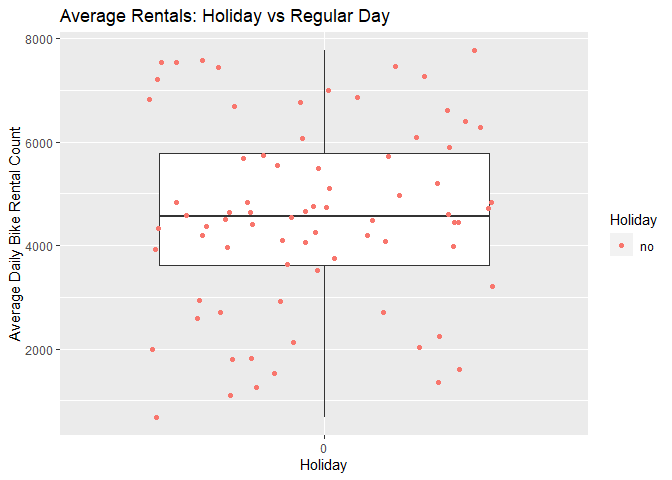 Average Rentals: Holiday vs Regular Day
Average Daily Bike Rental Count
8000
6000
4000
2000
0
Holiday
Holiday
no